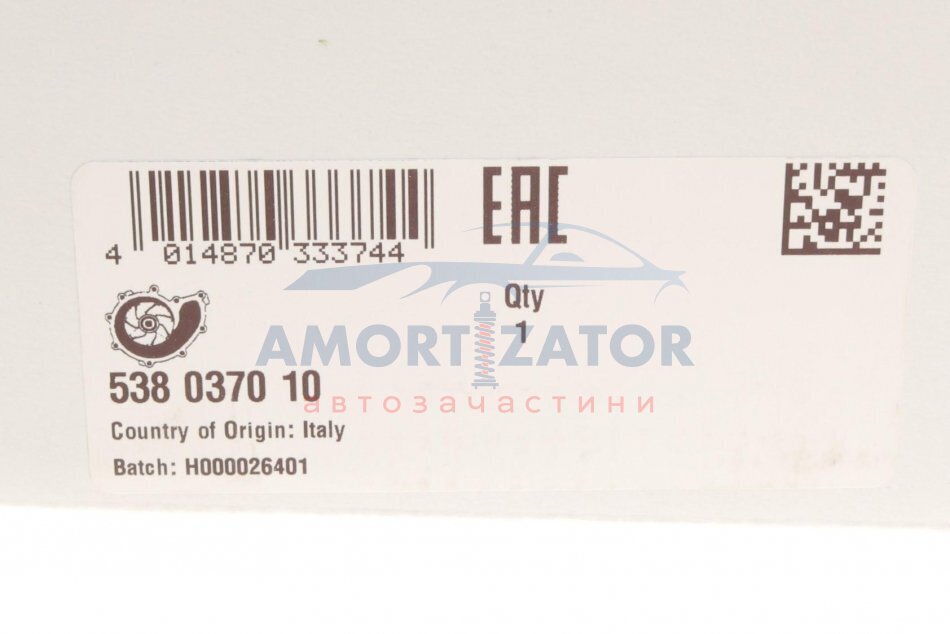 EAC
4 014870 333744
Qty
1
AMORTIZATOR
автозачастини
538 0370 10
Country of Origin: Italy
Batch: H000026401